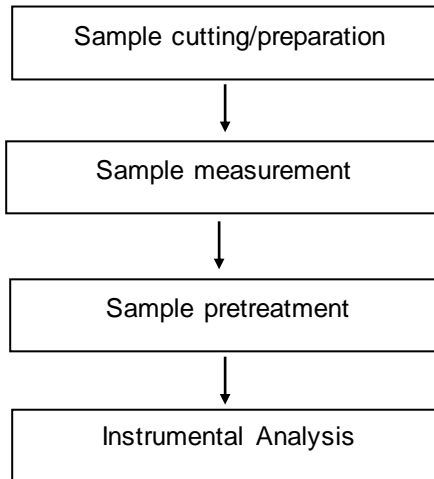 Sample cutting/preparation
Sample measurement
Sample pretreatment
Instrumental Analysis